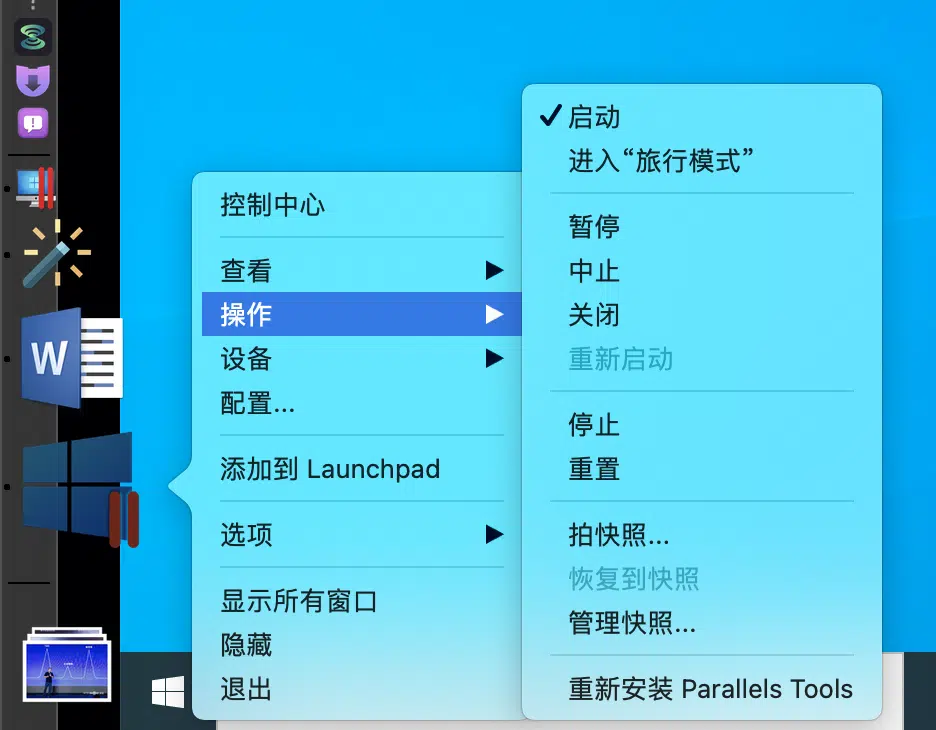 控制中心
查看
操作
设备
配置...
添加到 Launchpad
选项
显示所有窗口
隐藏
退出
启动
进入“旅行模式”
暂停
中止
关闭
重新启动
停止
重置
拍快照...
恢复到快照
管理快照...
重新安装 Parallels Tools
W